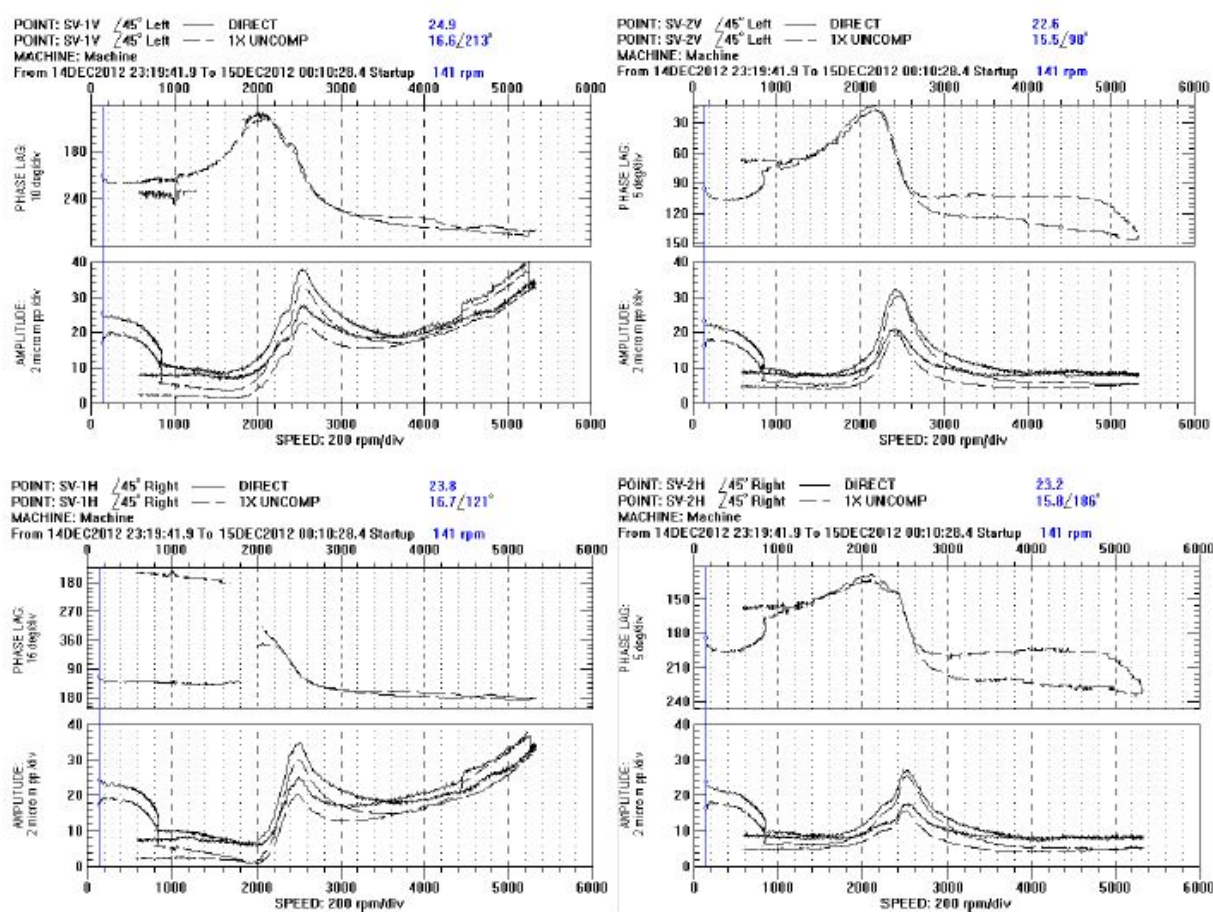 POINT: SV-1V ∠45° Left — DIRECT 24.9
POINT: SV-1V ∠45° Left — — 1X UNCOMP 16.6∠213°
MACHINE: Machine
From 14DEC2012 23:19:41.9 To 15DEC2012 00:10:28.4 Startup 141 rpm
0 1000 2000 3000 4000 5000 6000
PHASE LAG:
10 deg/div
180
240
AMPLITUDE:
2 microm pp/div
40
30
20
10
0
0 1000 2000 3000 4000 5000 6000
SPEED: 200 rpm/div
POINT: SV-2V ∠45° Left — DIRECT 22.6
POINT: SV-2V ∠45° Left — — 1X UNCOMP 15.5∠98°
MACHINE: Machine
From 14DEC2012 23:19:41.9 To 15DEC2012 00:10:28.4 Startup 141 rpm
0 1000 2000 3000 4000 5000 6000
PHASE LAG:
5 deg/div
30
60
90
120
150
AMPLITUDE:
2 microm pp/div
40
30
20
10
0
0 1000 2000 3000 4000 5000 6000
SPEED: 200 rpm/div
POINT: SV-1H ∠45° Right — DIRECT 23.8
POINT: SV-1H ∠45° Right — — 1X UNCOMP 16.7∠121°
MACHINE: Machine
From 14DEC2012 23:19:41.9 To 15DEC2012 00:10:28.4 Startup 141 rpm
0 1000 2000 3000 4000 5000 6000
PHASE LAG:
15 deg/div
180
270
360
90
180
AMPLITUDE:
2 microm pp/div
40
30
20
10
0
0 1000 2000 3000 4000 5000 6000
SPEED: 200 rpm/div
POINT: SV-2H ∠45° Right — DIRECT 23.2
POINT: SV-2H ∠45° Right — — 1X UNCOMP 15.8∠186°
MACHINE: Machine
From 14DEC2012 23:19:41.9 To 15DEC2012 00:10:28.4 Startup 141 rpm
0 1000 2000 3000 4000 5000 6000
PHASE LAG:
5 deg/div
150
180
210
240
AMPLITUDE:
2 microm pp/div
40
30
20
10
0
0 1000 2000 3000 4000 5000 6000
SPEED: 200 rpm/div